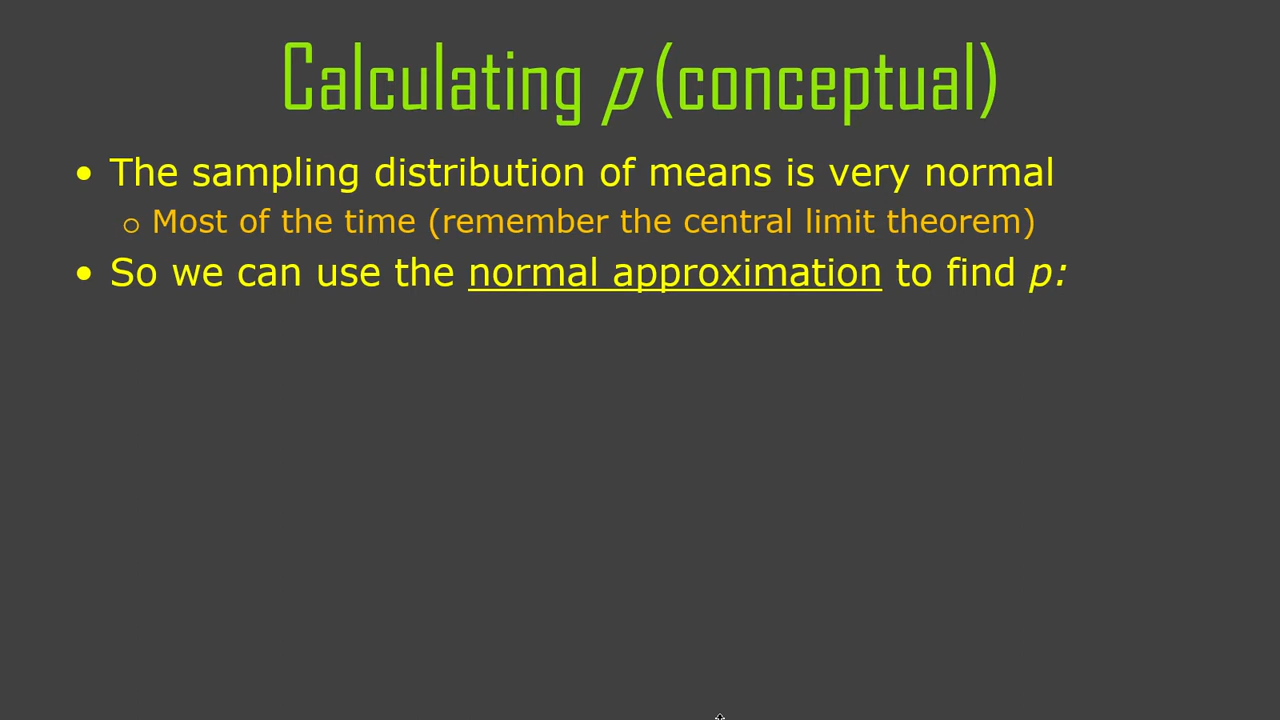 Calculating p (conceptual)
• The sampling distribution of means is very normal
o Most of the time (remember the central limit theorem)
• So we can use the normal approximation to find p: